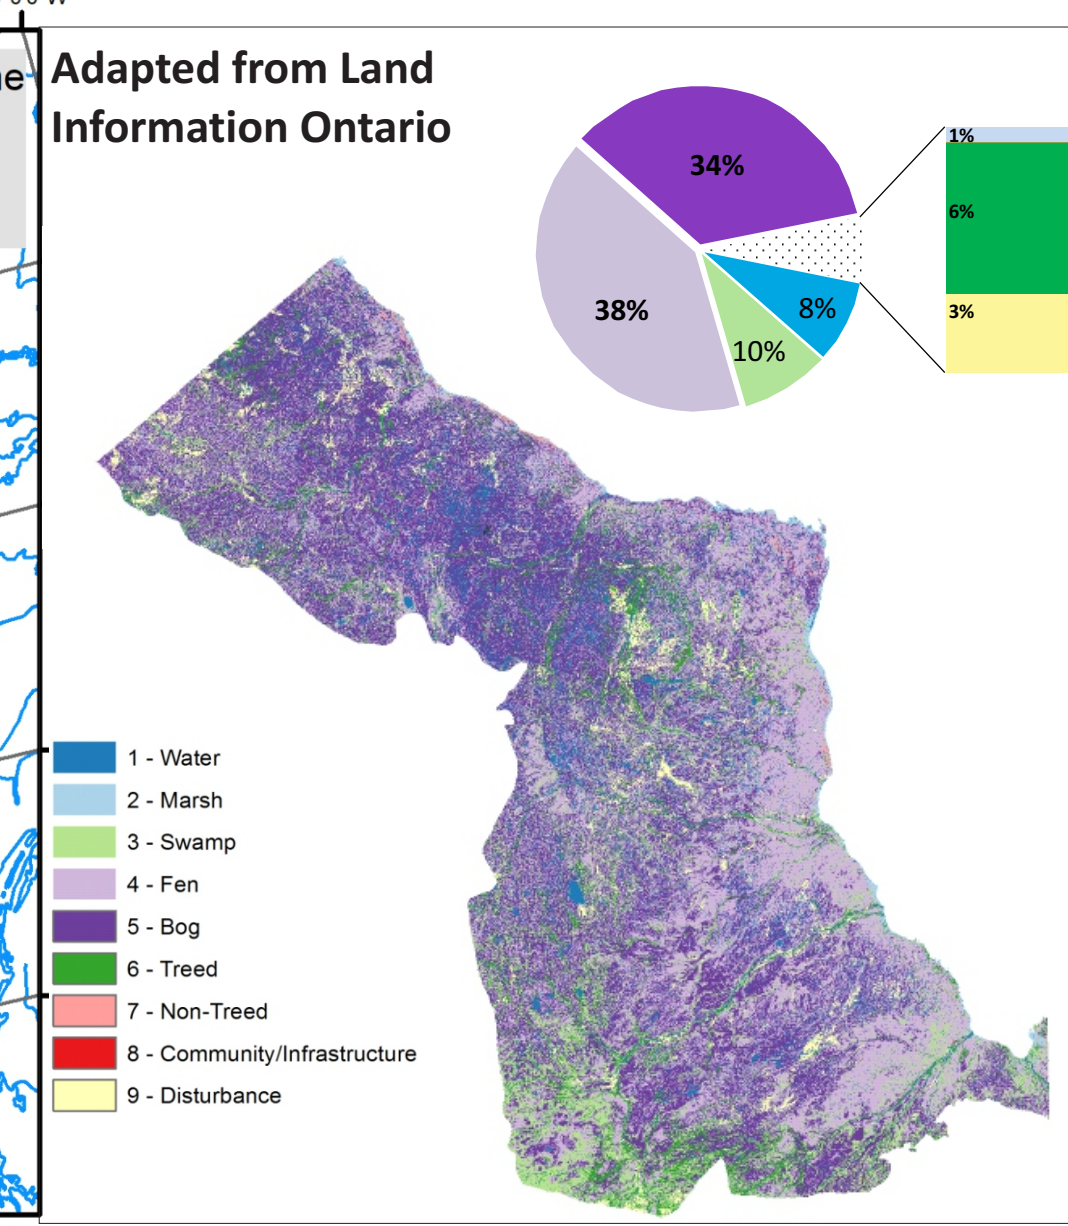 Adapted from Land
Information Ontario
34%
38%
8%
10%
1%
6%
3%
1 - Water
2 - Marsh
3 - Swamp
4 - Fen
5 - Bog
6 - Treed
7 - Non-Treed
8 - Community/Infrastructure
9 - Disturbance